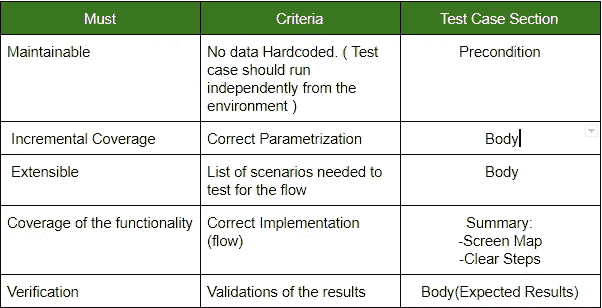 Must Criteria Test Case Section
Maintainable No data Hardcoded. ( Test Precondition
case should run
independently from the
environment )
Incremental Coverage Correct Parametrization Body
Extensible List of scenarios needed to Body
test for the flow
Coverage of the functionality Correct Implementation Summary:
(flow) -Screen Map
-Clear Steps
Verification Validations of the results Body(Expected Results)